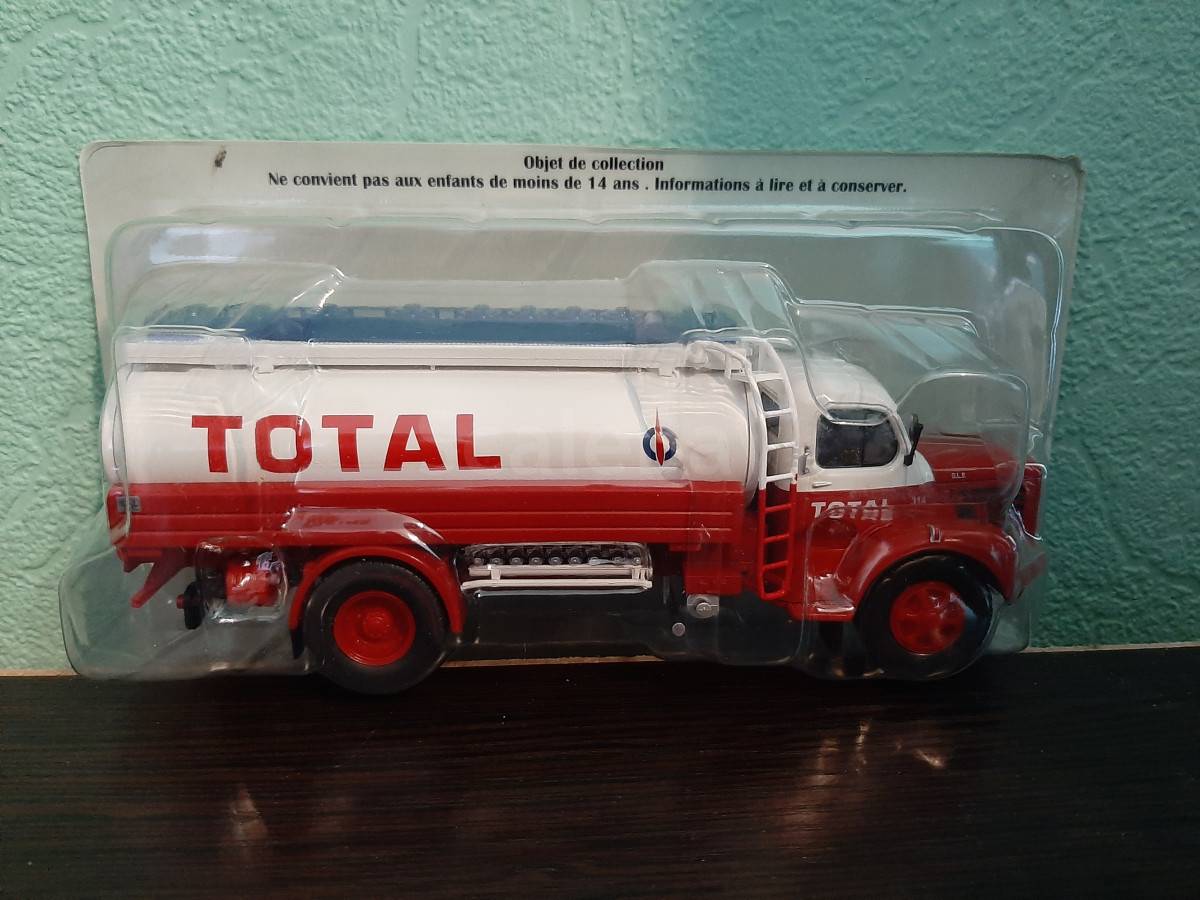 Objet de collection
Ne convient pas aux enfants de moins de 14 ans . Informations à lire et à conserver.
TOTAL
TOTAL